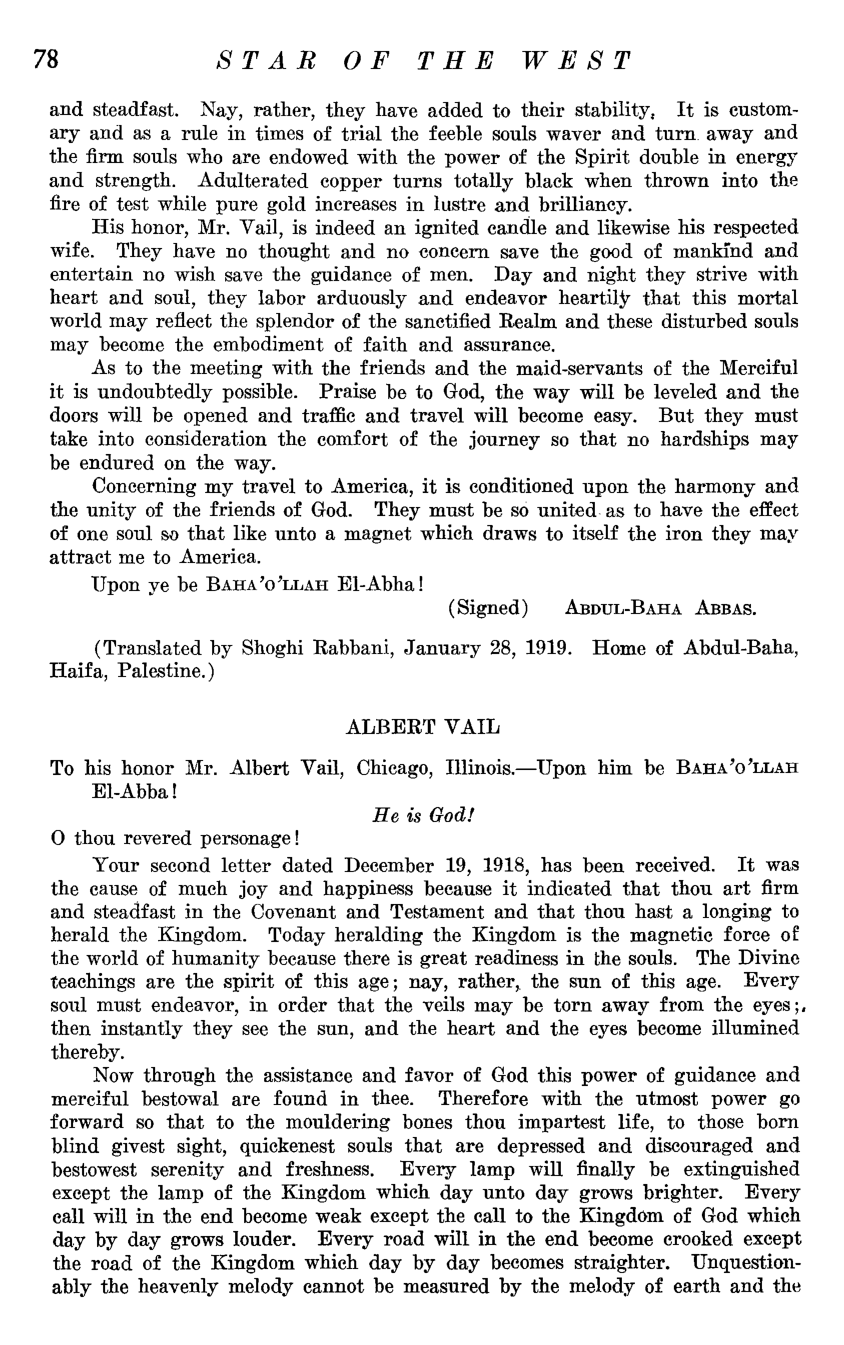 78 STAR OF THE WEST
and steadfast. Nay, rather, they have added to their stability. It is custom-
ary and as a rule in times of trial the feeble souls waver and turn away and
the firm souls who are endowed with the power of the Spirit double in energy
and strength. Adulterated copper turns totally black when thrown into the
fire of test while pure gold increases in lustre and brilliancy.
His honor, Mr. Vail, is indeed an ignited candle and likewise his respected
wife. They have no thought and no concern save the good of mankind and
entertain no wish save the guidance of men. Day and night they strive with
heart and soul, they labor arduously and endeavor heartily that this mortal
world may reflect the splendor of the sanctified Realm and these disturbed souls
may become the embodiment of faith and assurance.
As to the meeting with the friends and the maid-servants of the Merciful
it is undoubtedly possible. Praise be to God, the way will be leveled and the
doors will be opened and traffic and travel will become easy. But they must
take into consideration the comfort of the journey so that no hardships may
be endured on the way.
Concerning my travel to America, it is conditioned upon the harmony and
the unity of the friends of God. They must be so united as to have the effect
of one soul so that like unto a magnet which draws to itself the iron they may
attract me to America.
Upon ye be BAHA'O'LLAH El-Abha!
(Signed) ABDUL-BAHA ABBAS.
(Translated by Shoghi Rabbani, January 28, 1919. Home of Abdul-Baha,
Haifa, Palestine.)
ALBERT VAIL
To his honor Mr. Albert Vail, Chicago, Illinois.—Upon him be BAHA'O'LLAH
El-Abba!
He is God!
O thou revered personage!
Your second letter dated December 19, 1918, has been received. It was
the cause of much joy and happiness because it indicated that thou art firm
and steadfast in the Covenant and Testament and that thou hast a longing to
herald the Kingdom. Today heralding the Kingdom is the magnetic force of
the world of humanity because there is great readiness in the souls. The Divine
teachings are the spirit of this age; nay, rather, the sun of this age. Every
soul must endeavor, in order that the veils may be torn away from the eyes;
then instantly they see the sun, and the heart and the eyes become illumined
thereby.
Now through the assistance and favor of God this power of guidance and
merciful bestowal are found in thee. Therefore with the utmost power go
forward so that to the mouldering bones thou impartest life, to those born
blind givest sight, quickenest souls that are depressed and discouraged and
bestowest serenity and freshness. Every lamp will finally be extinguished
except the lamp of the Kingdom which day unto day grows brighter. Every
call will in the end become weak except the call to the Kingdom of God which
day by day grows louder. Every road will in the end become crooked except
the road of the Kingdom which day by day becomes straighter. Unquestion-
ably the heavenly melody cannot be measured by the melody of earth and the